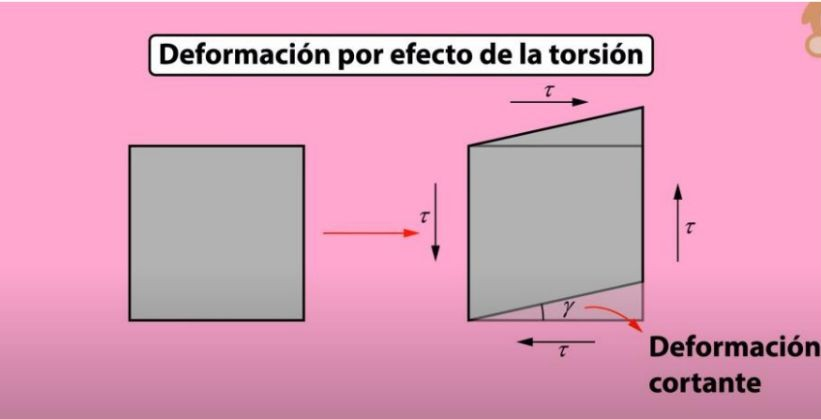 Deformación por efecto de la torsión
τ
τ
τ
γ
τ
Deformación
cortante